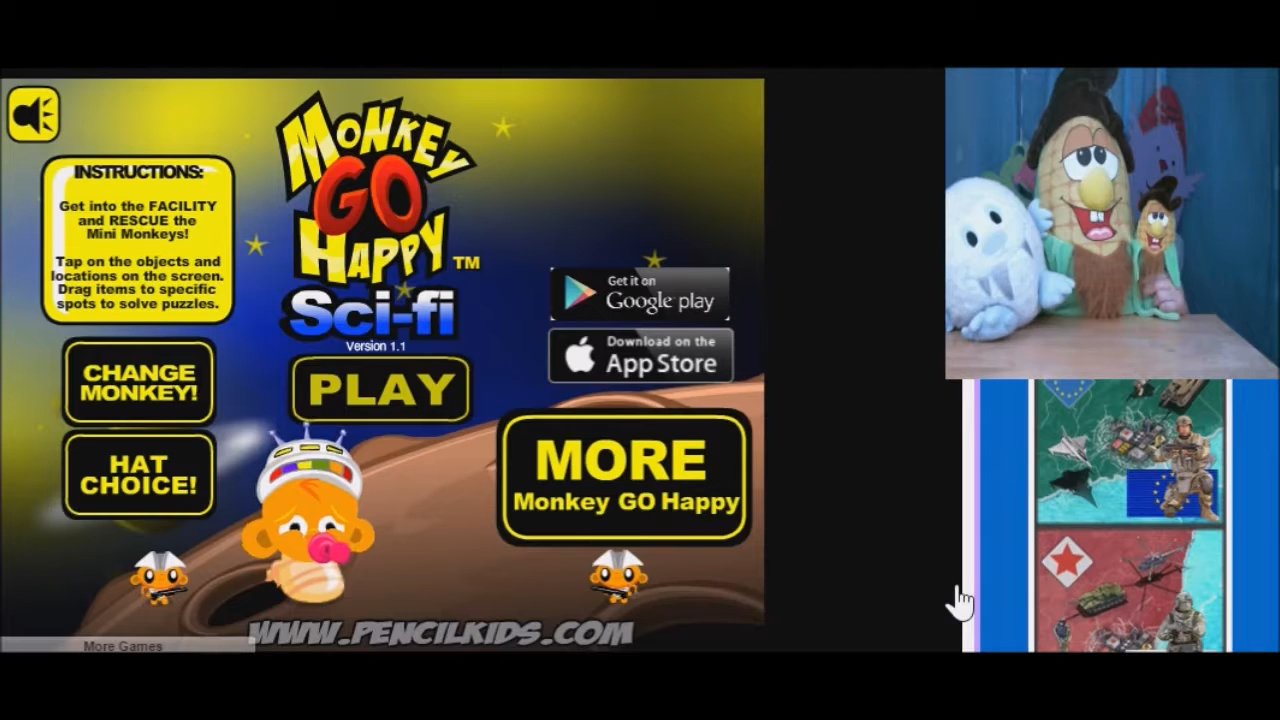 INSTRUCTIONS:
Get into the FACILITY
and RESCUE the
Mini Monkeys!
Tap on the objects and
locations on the screen.
Drag items to specific
spots to solve puzzles.
MONKEY
GO
HAPPY TM
Sci-fi
Version 1.1
PLAY
CHANGE
MONKEY!
HAT
CHOICE!
Get it on
Google play
Download on the
App Store
MORE
Monkey GO Happy
WWW.PENCILKIDS.COM
More Games